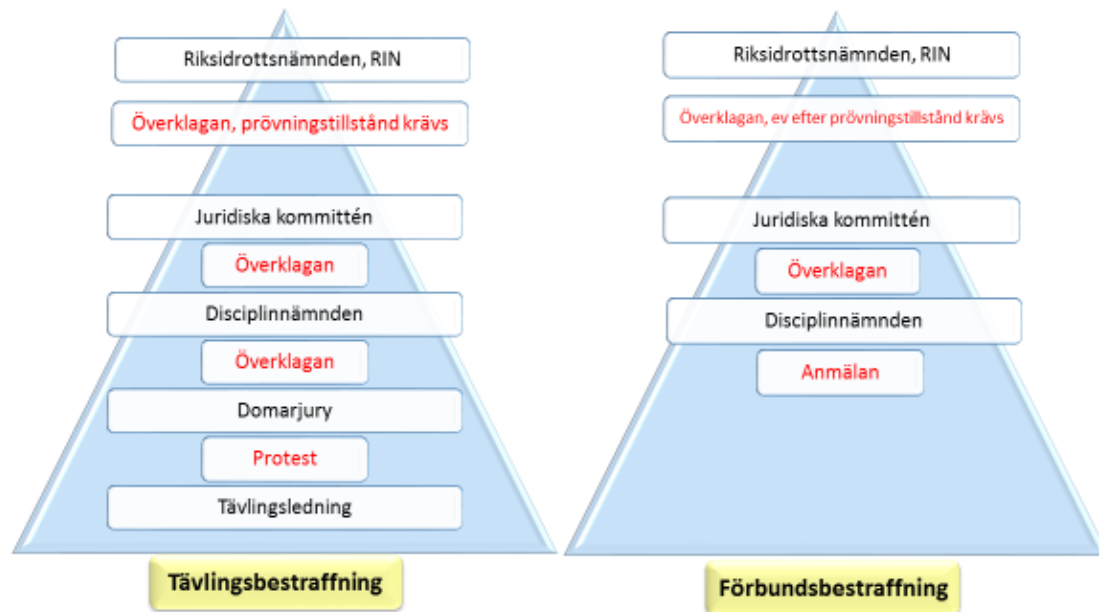 Riksidrottsnämnden, RIN
Överklagan, prövningstillstånd krävs
Juridiska kommittén
Överklagan
Disciplinnämnden
Överklagan
Domarjury
Protest
Tävlingsledning
Tävlingsbestraffning
Riksidrottsnämnden, RIN
Överklagan, ev efter prövningstillstånd krävs
Juridiska kommittén
Överklagan
Disciplinnämnden
Anmälan
Förbundsbestraffning